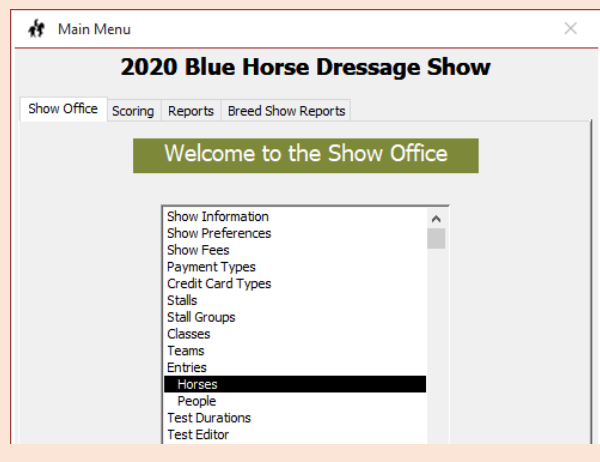 Main Menu
2020 Blue Horse Dressage Show
Show Office Scoring Reports Breed Show Reports
Welcome to the Show Office
Show Information
Show Preferences
Show Fees
Payment Types
Credit Card Types
Stalls
Stall Groups
Classes
Teams
Entries
Horses
People
Test Durations
Test Editor